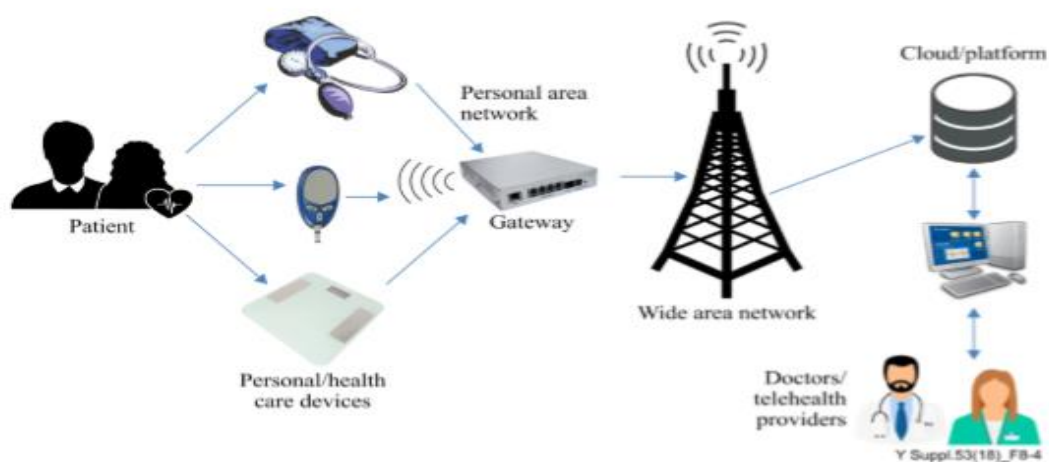 Cloud/platform
Personal area
network
Patient
Gateway
Wide area network
Personal/health
care devices
Doctors/
telehealth
providers
Y Suppl.53(18)_F8-4